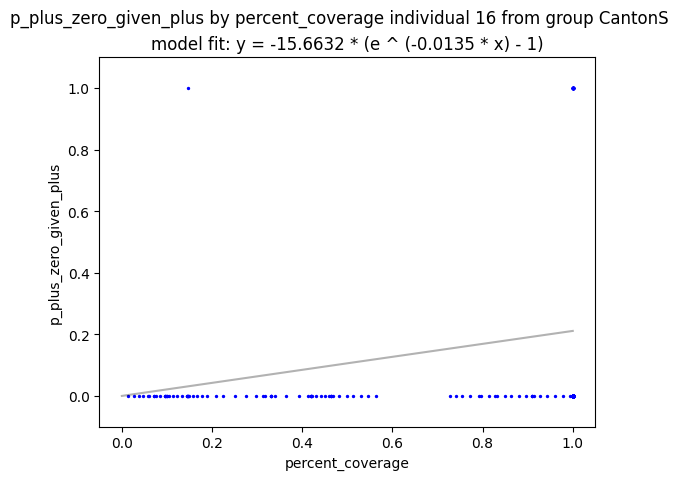 p_plus_zero_given_plus by percent_coverage individual 16 from group CantonS
model fit: y = -15.6632 * (e ^ (-0.0135 * x) - 1)
1.0
0.8
0.6
0.4
0.2
0.0
p_plus_zero_given_plus
0.0 0.2 0.4 0.6 0.8 1.0
percent_coverage